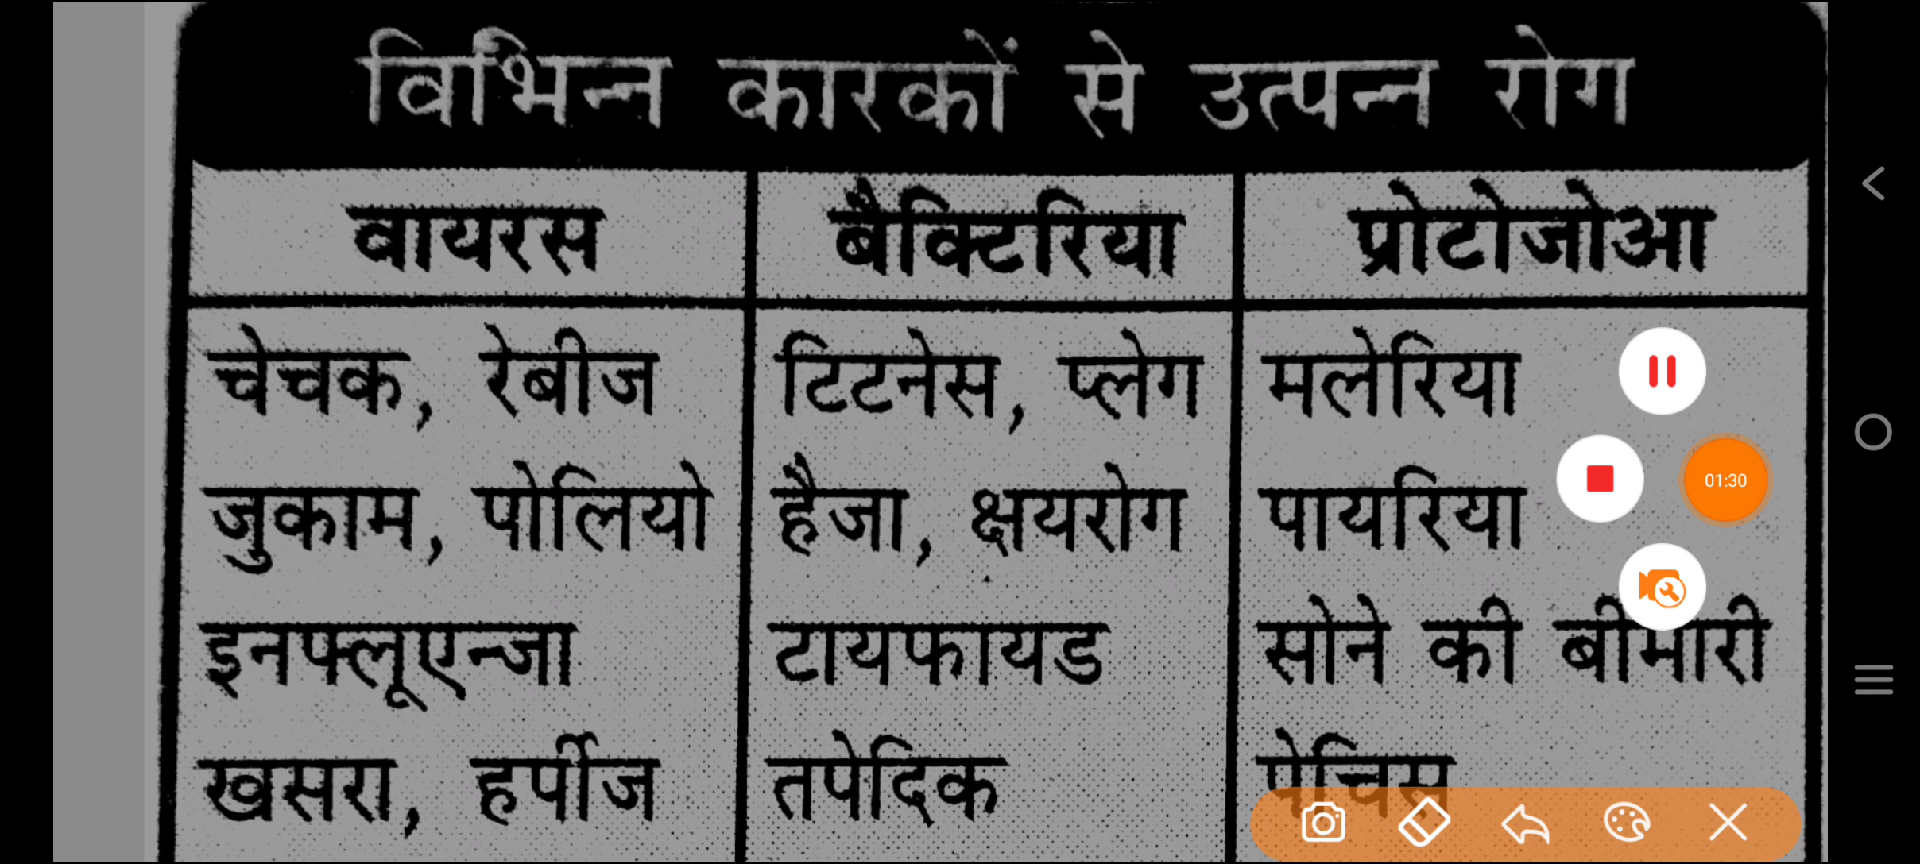 विभिन्न कारकों से उत्पन्न रोग
वायरस बैक्टिरिया प्रोटोजोआ
चेचक, रेबीज टिटनेस, प्लेग मलेरिया
जुकाम, पोलियो हैजा, क्षयरोग पायरिया
इनफ्लूएन्जा टायफायड सोने की बीमारी
खसरा, हर्पीज तपेदिक पेचिस
01:30